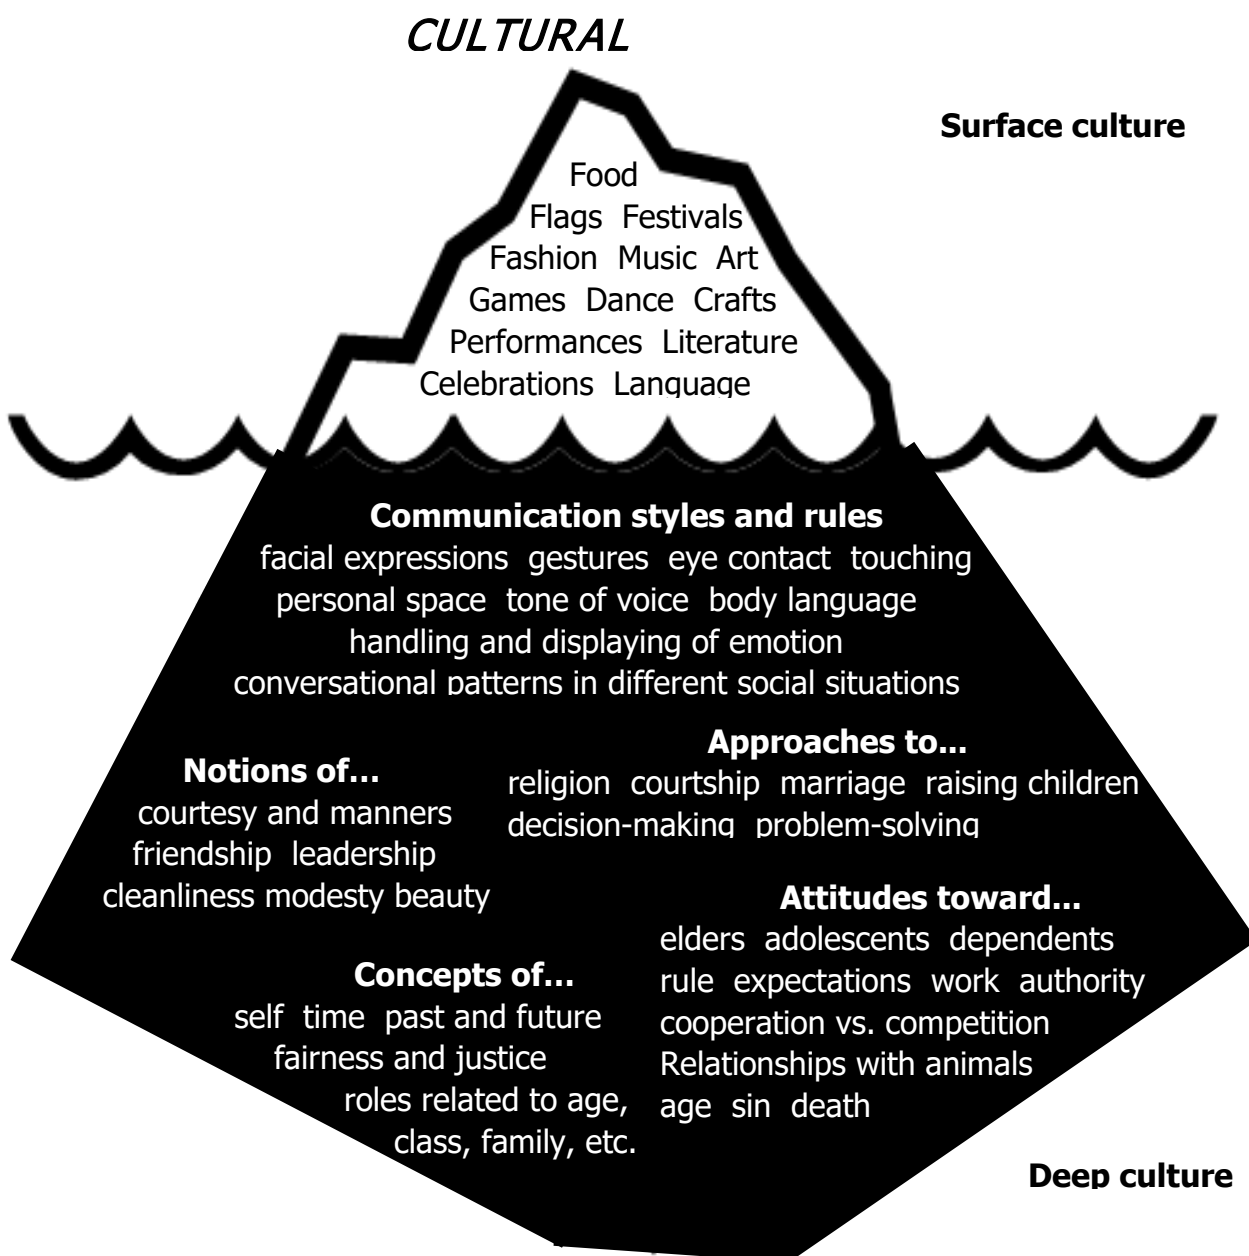 CULTURAL
Surface culture
Food
Flags Festivals
Fashion Music Art
Games Dance Crafts
Performances Literature
Celebrations Language
Communication styles and rules
facial expressions gestures eye contact touching
personal space tone of voice body language
handling and displaying of emotion
conversational patterns in different social situations
Notions of...
courtesy and manners
friendship leadership
cleanliness modesty beauty
Approaches to...
religion courtship marriage raising children
decision-making problem-solving
Concepts of...
self time past and future
fairness and justice
roles related to age,
class, family, etc.
Attitudes toward...
elders adolescents dependents
rule expectations work authority
cooperation vs. competition
Relationships with animals
age sin death
Deep culture